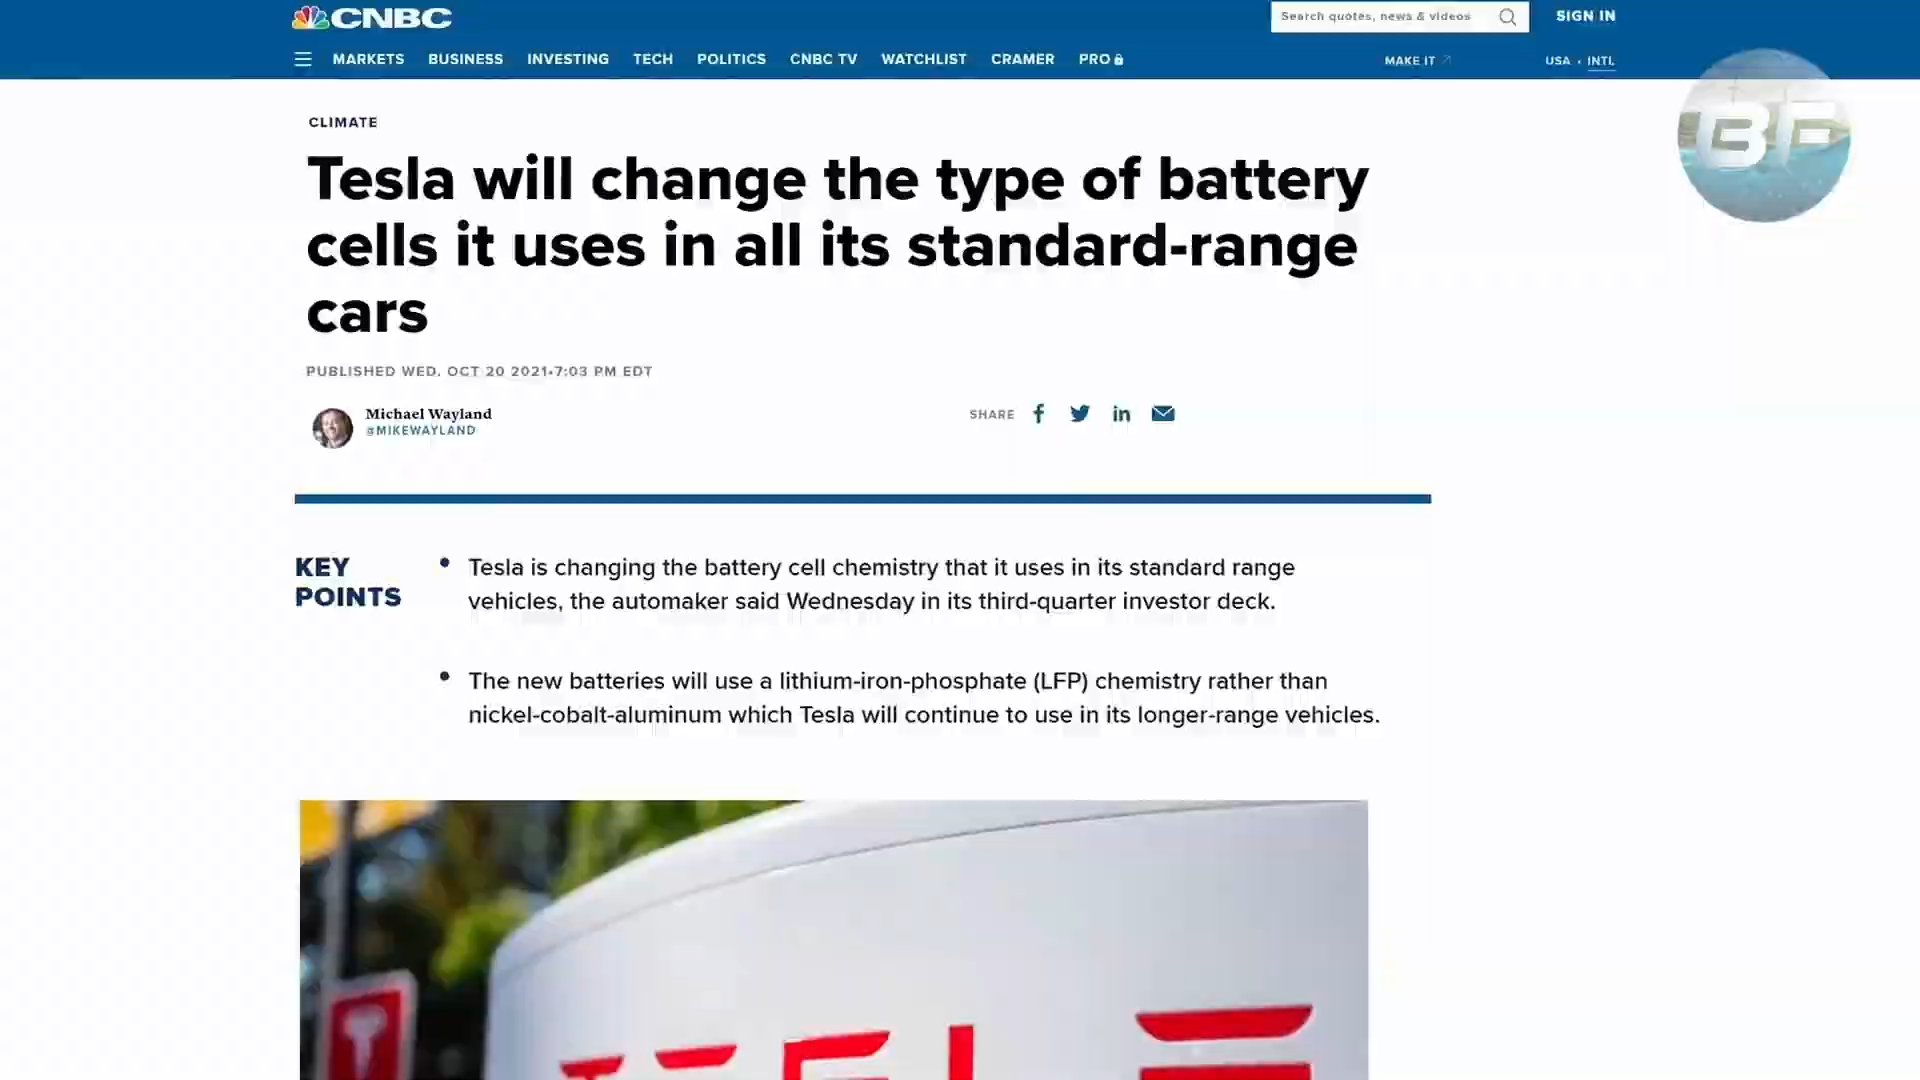 CNBC
Search quotes, news & videos
SIGN IN
MARKETS BUSINESS INVESTING TECH POLITICS CNBC TV WATCHLIST CRAMER PRO
MAKE IT
USA • INTL
BF
CLIMATE
Tesla will change the type of battery
cells it uses in all its standard-range
cars
PUBLISHED WED, OCT 20 2021•7:03 PM EDT
Michael Wayland
@MIKEWAYLAND
SHARE
KEY
POINTS
• Tesla is changing the battery cell chemistry that it uses in its standard range
vehicles, the automaker said Wednesday in its third-quarter investor deck.
• The new batteries will use a lithium-iron-phosphate (LFP) chemistry rather than
nickel-cobalt-aluminum which Tesla will continue to use in its longer-range vehicles.
TESLA